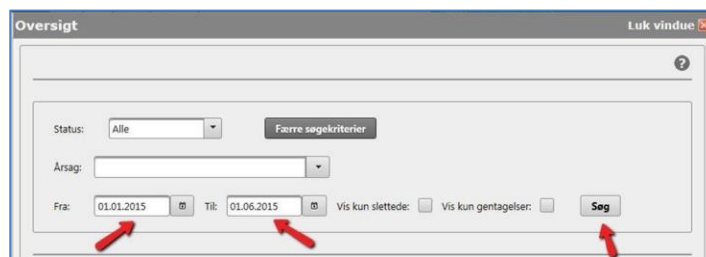 Oversigt Luk vindue
?
Status: Alle Færre søgekriterier
Årsag:
Fra: 01.01.2015 Til: 01.06.2015 Vis kun slettede: Vis kun gentagelser: Søg